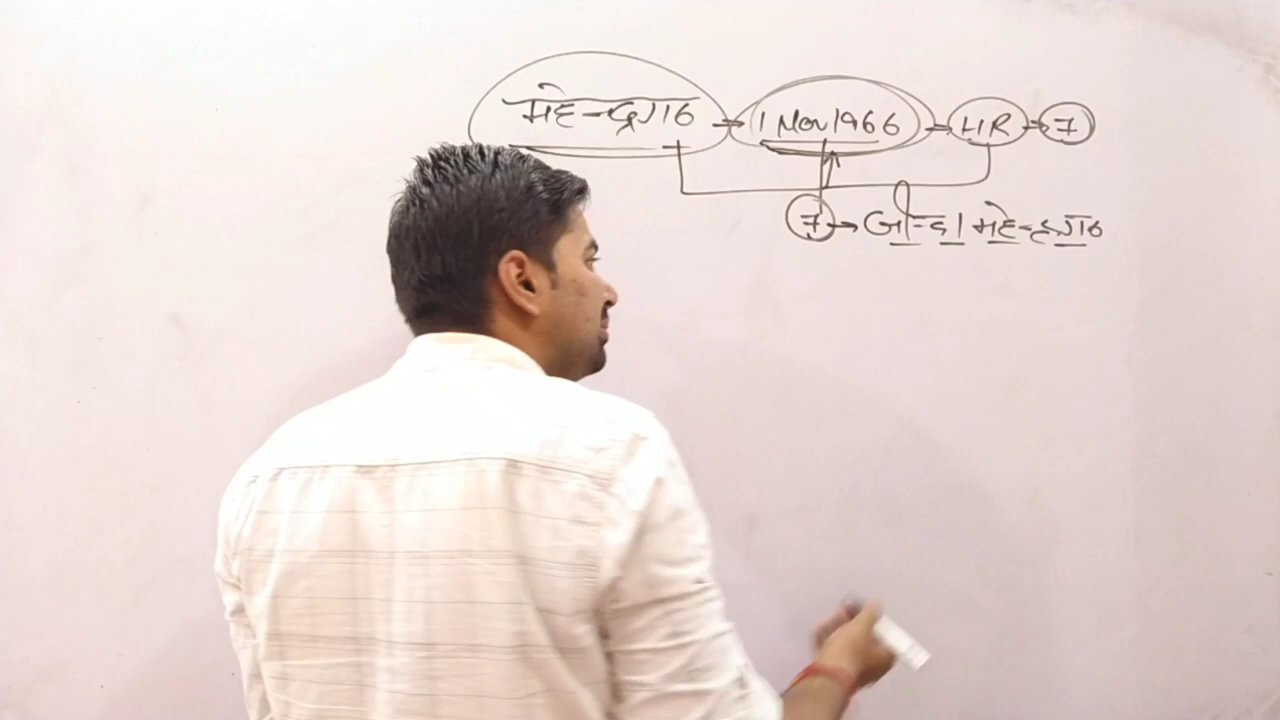 महेन्द्रगढ़ → 1 Nov 1966 → HR → 7
7 → जीन्द । महेन्द्रगढ़